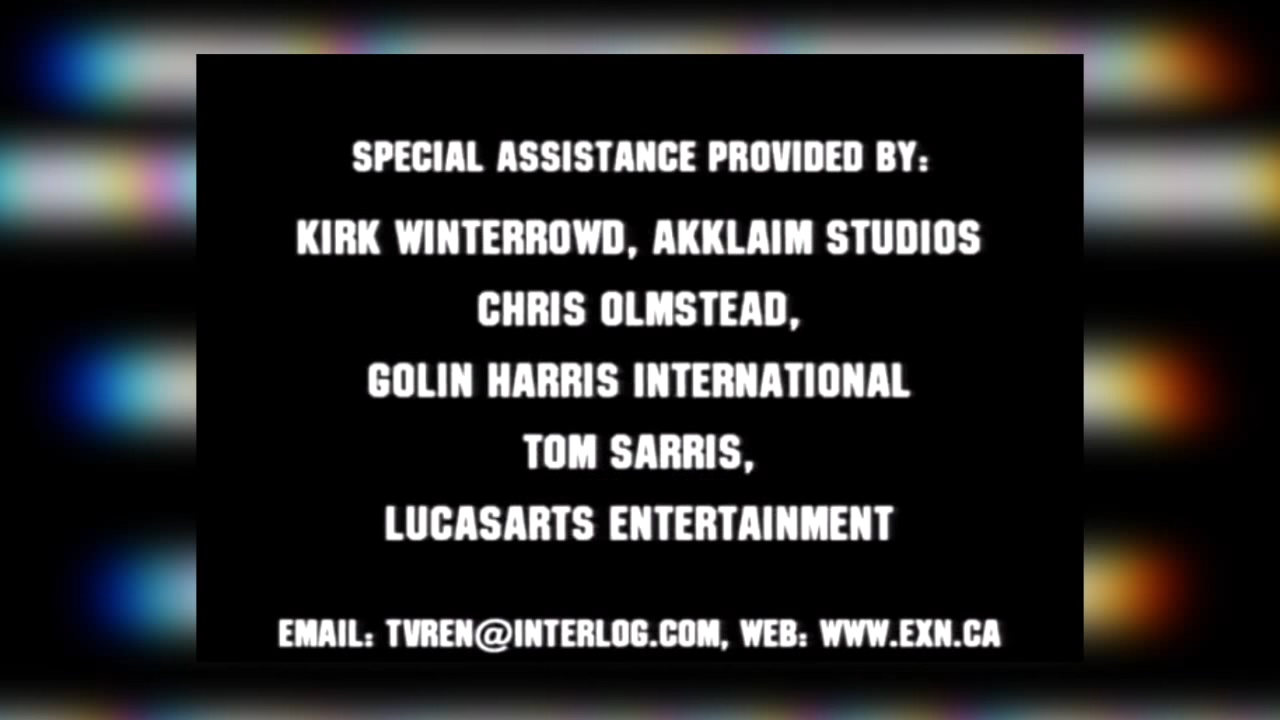 SPECIAL ASSISTANCE PROVIDED BY:
KIRK WINTERROWD, AKKLAIM STUDIOS
CHRIS OLMSTEAD,
GOLIN HARRIS INTERNATIONAL
TOM SARRIS,
LUCASARTS ENTERTAINMENT
EMAIL: TVREN@INTERLOG.COM, WEB: WWW.EXN.CA